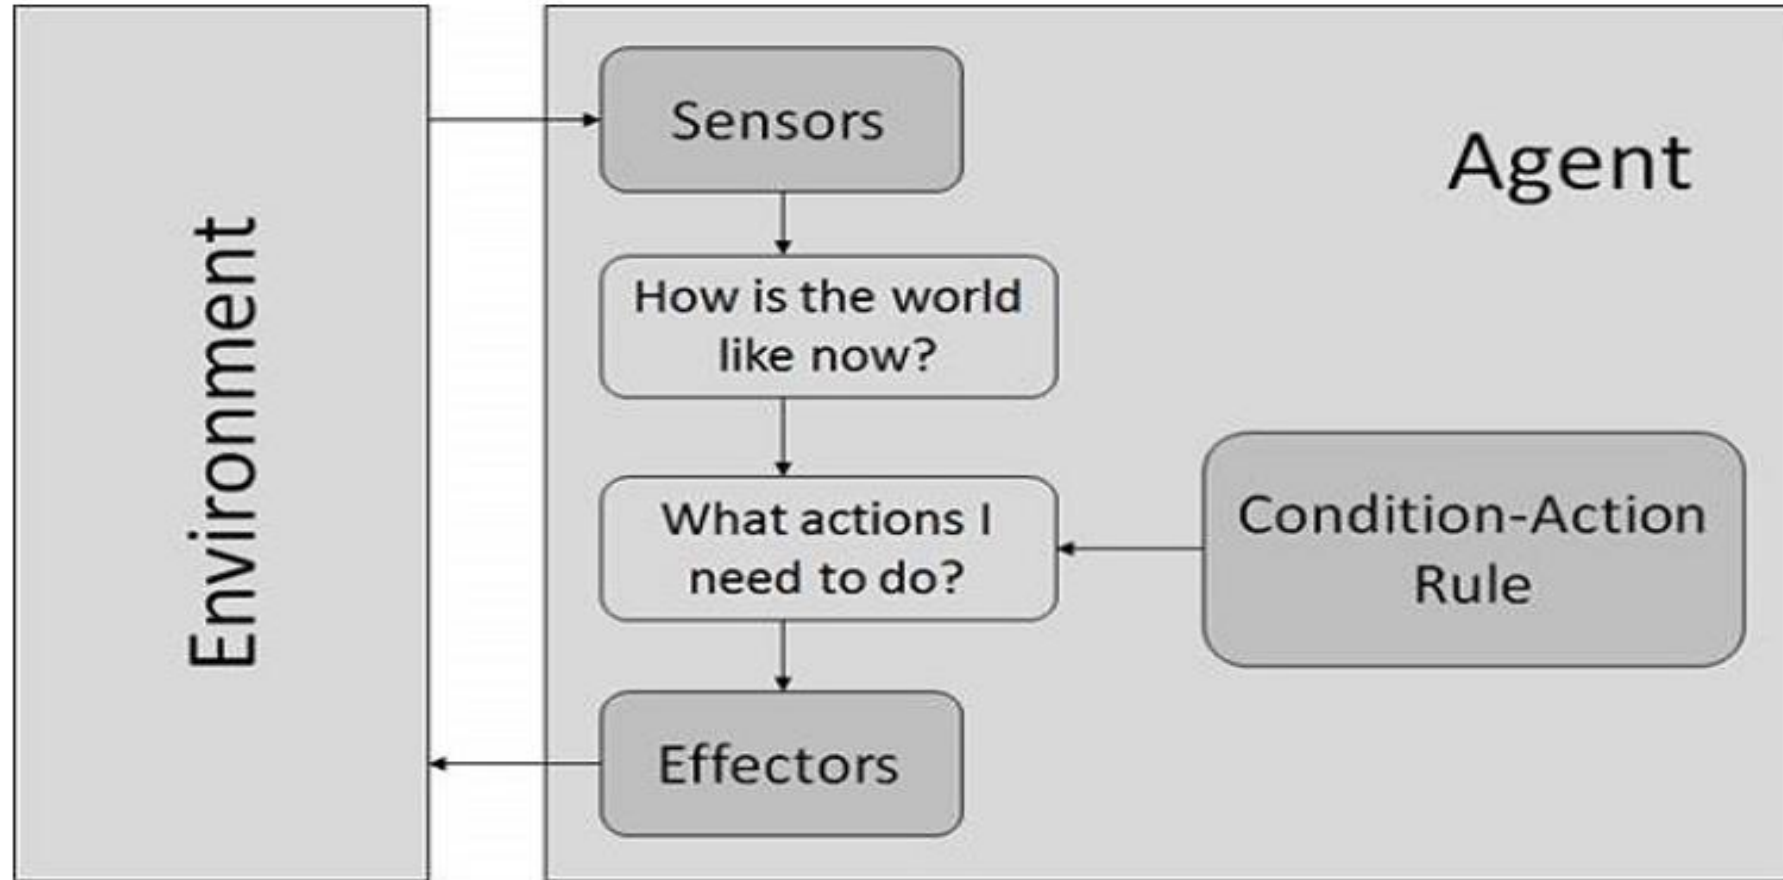 Environment
Sensors
Agent
How is the world
like now?
What actions I
need to do?
Condition-Action
Rule
Effectors